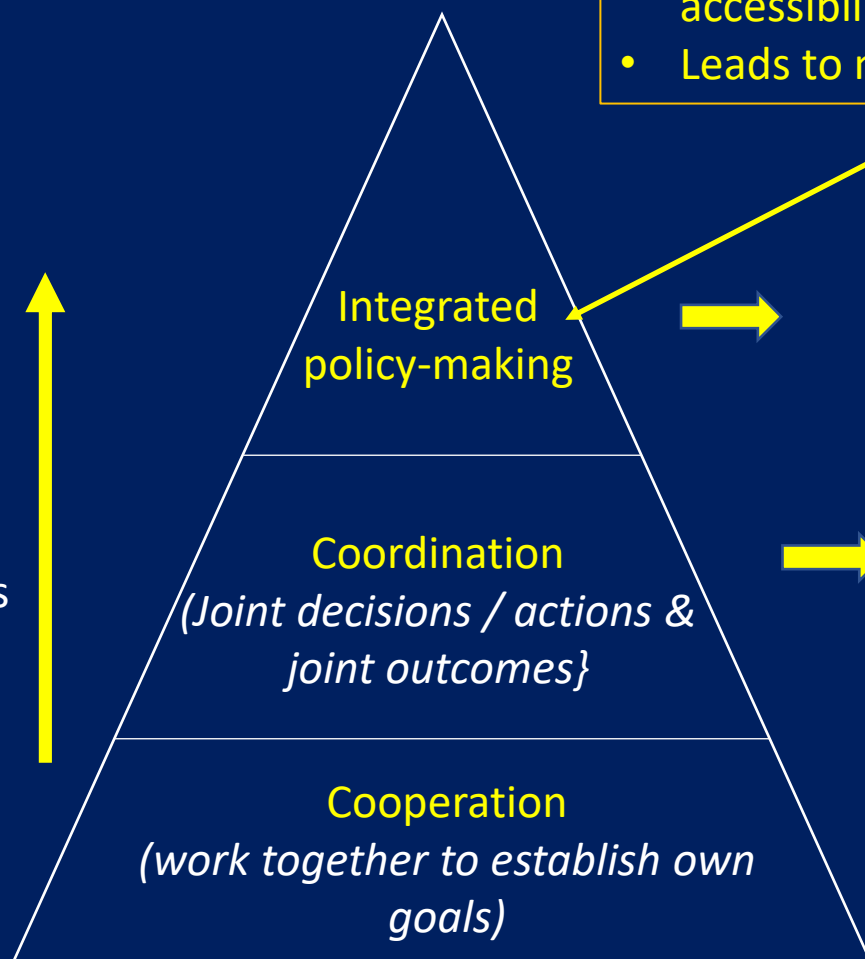 • Leads to
Integrated
policy-making
Coordination
(Joint decisions / actions &
joint outcomes}
Cooperation
(work together to establish own
goals)